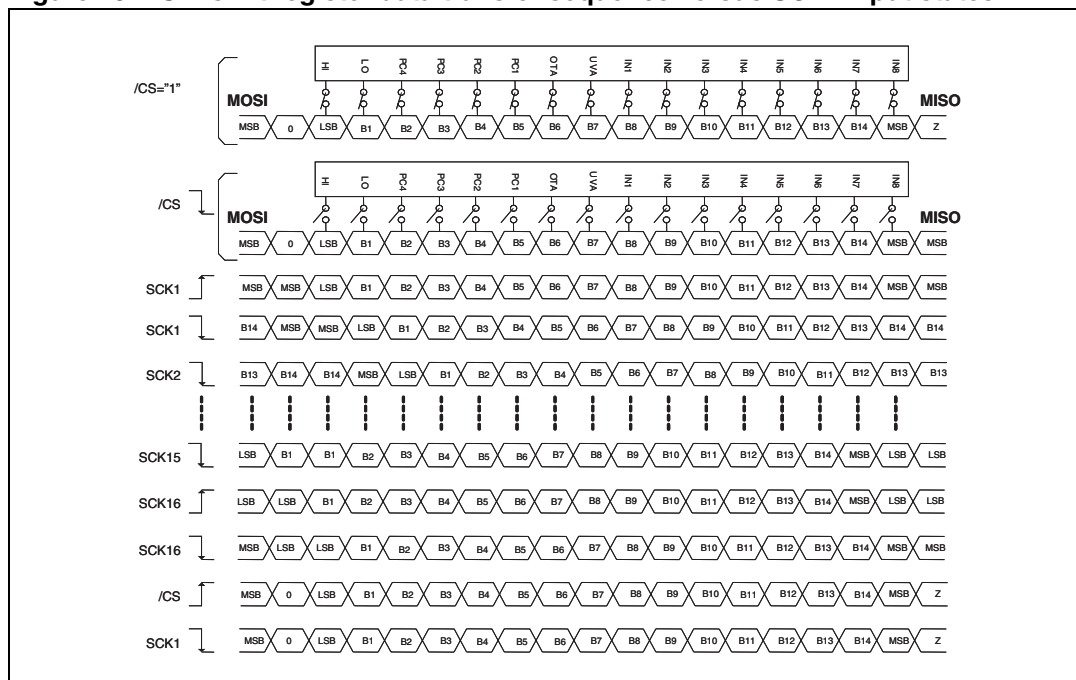 HI LO PC4 PC3 PC2 PC1 OTA UVA IN1 IN2 IN3 IN4 IN5 IN6 IN7 IN8
/CS="1"
MOSI MISO
MSB 0 LSB B1 B2 B3 B4 B5 B6 B7 B8 B9 B10 B11 B12 B13 B14 MSB Z
HI LO PC4 PC3 PC2 PC1 OTA UVA IN1 IN2 IN3 IN4 IN5 IN6 IN7 IN8
/CS
MOSI MISO
MSB 0 LSB B1 B2 B3 B4 B5 B6 B7 B8 B9 B10 B11 B12 B13 B14 MSB MSB
SCK1 MSB MSB LSB B1 B2 B3 B4 B5 B6 B7 B8 B9 B10 B11 B12 B13 B14 MSB MSB
SCK1 B14 MSB MSB LSB B1 B2 B3 B4 B5 B6 B7 B8 B9 B10 B11 B12 B13 B14 B14
SCK2 B13 B14 B14 MSB LSB B1 B2 B3 B4 B5 B6 B7 B8 B9 B10 B11 B12 B13 B13
SCK15 LSB B1 B1 B2 B3 B4 B5 B6 B7 B8 B9 B10 B11 B12 B13 B14 MSB LSB LSB
SCK16 LSB LSB B1 B2 B3 B4 B5 B6 B7 B8 B9 B10 B11 B12 B13 B14 MSB LSB LSB
SCK16 MSB LSB LSB B1 B2 B3 B4 B5 B6 B7 B8 B9 B10 B11 B12 B13 B14 MSB MSB
/CS MSB 0 LSB B1 B2 B3 B4 B5 B6 B7 B8 B9 B10 B11 B12 B13 B14 MSB Z
SCK1 MSB 0 LSB B1 B2 B3 B4 B5 B6 B7 B8 B9 B10 B11 B12 B13 B14 MSB Z